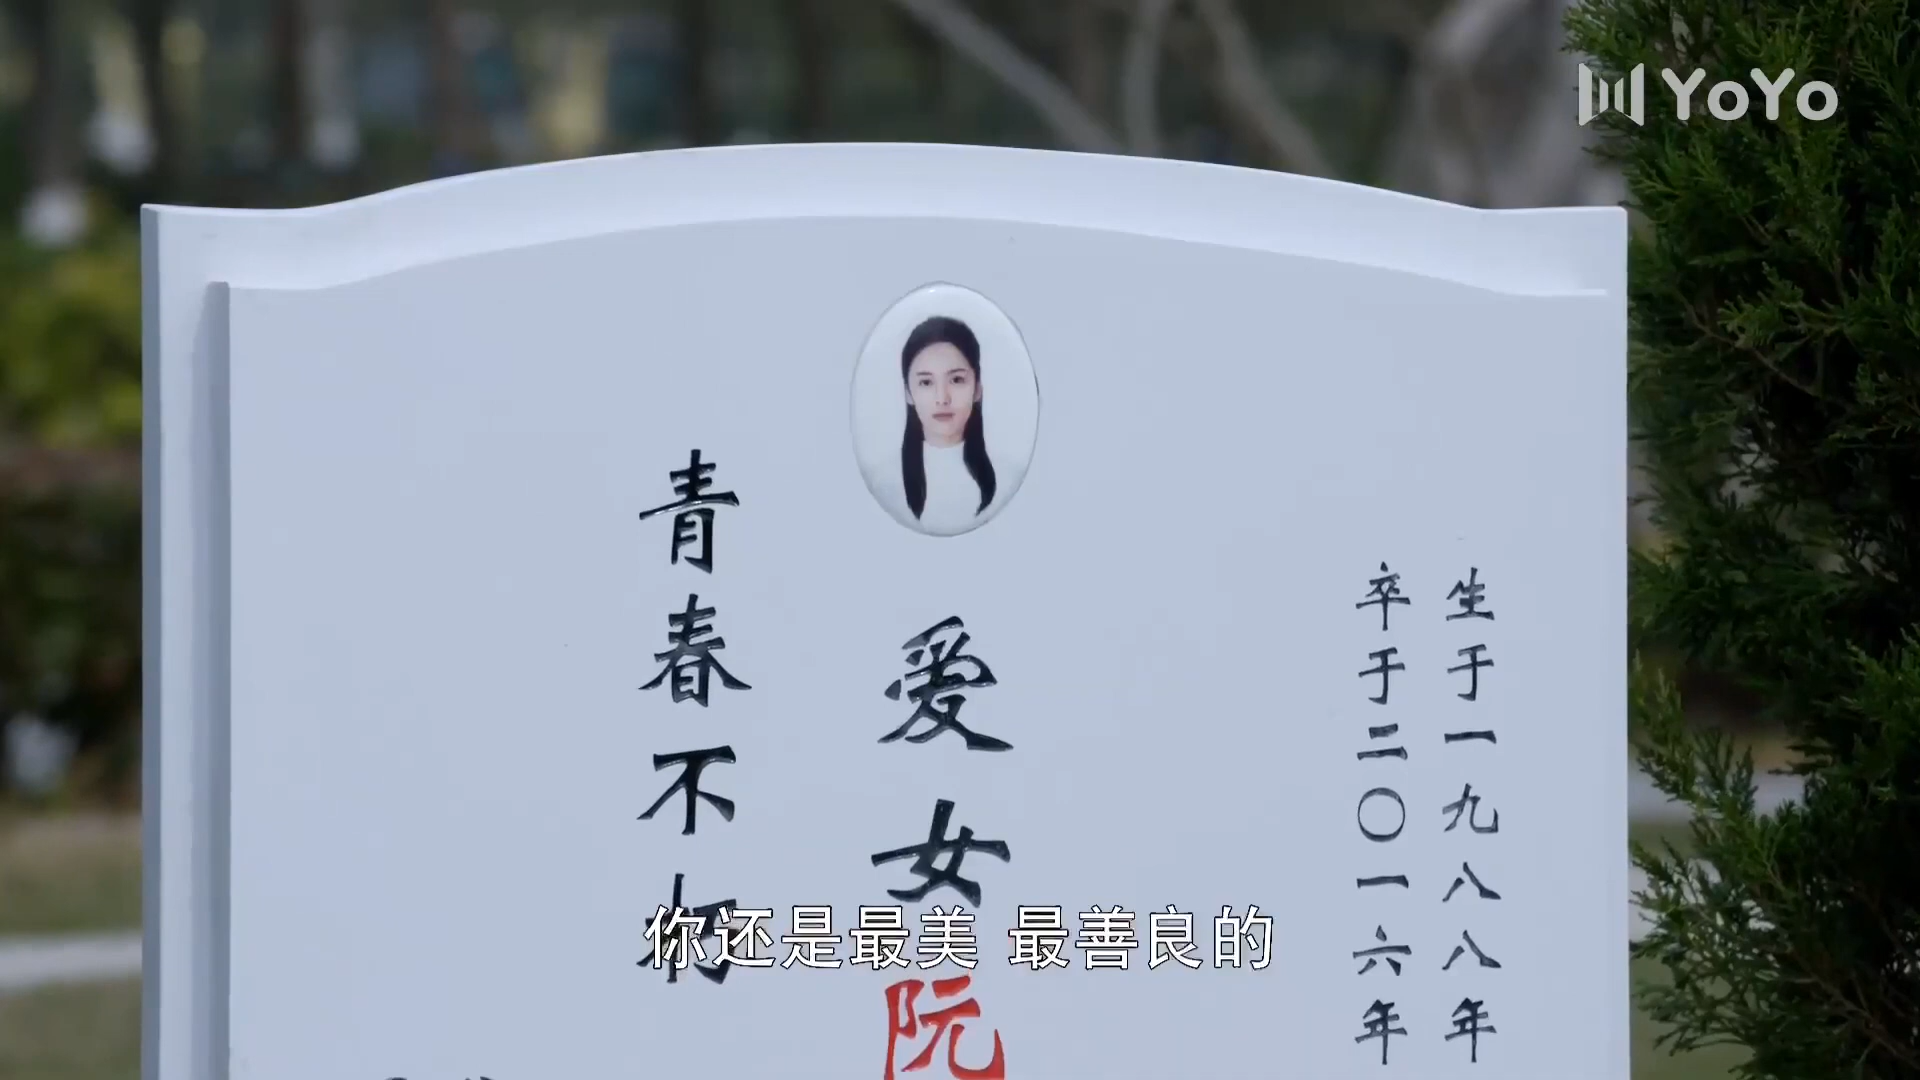 YoYo
生于一九八八年
卒于二〇一六年
爱女阮
青春不朽
你还是最美 最善良的